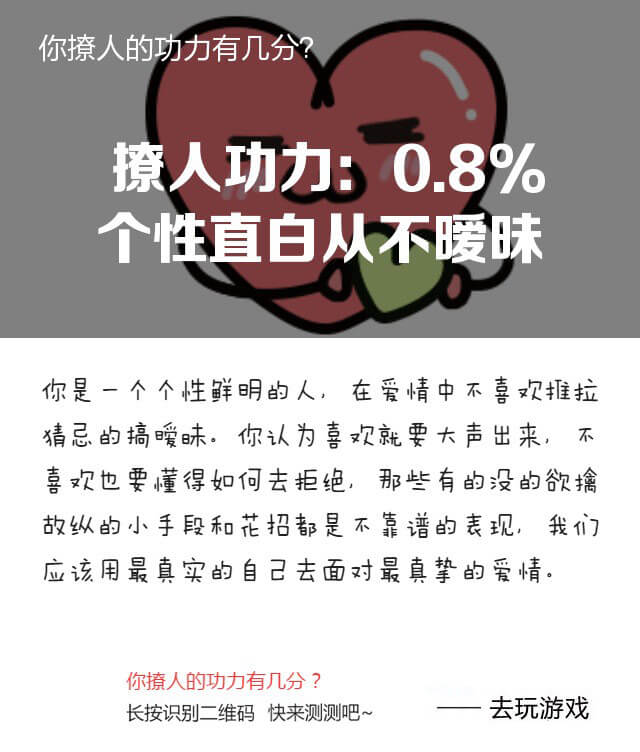 你撩人的功力有几分?
撩人功力：0.8%
个性直白从不暧昧
你是一个个性鲜明的人，在爱情中不喜欢推拉
猜忌的搞暧昧。你认为喜欢就要大声出来，不
喜欢也要懂得如何去拒绝，那些有的没的欲擒
故纵的小手段和花招都是不靠谱的表现，我们
应该用最真实的自己去面对最真挚的爱情。
你撩人的功力有几分？
长按识别二维码 快来测测吧~
—— 去玩游戏